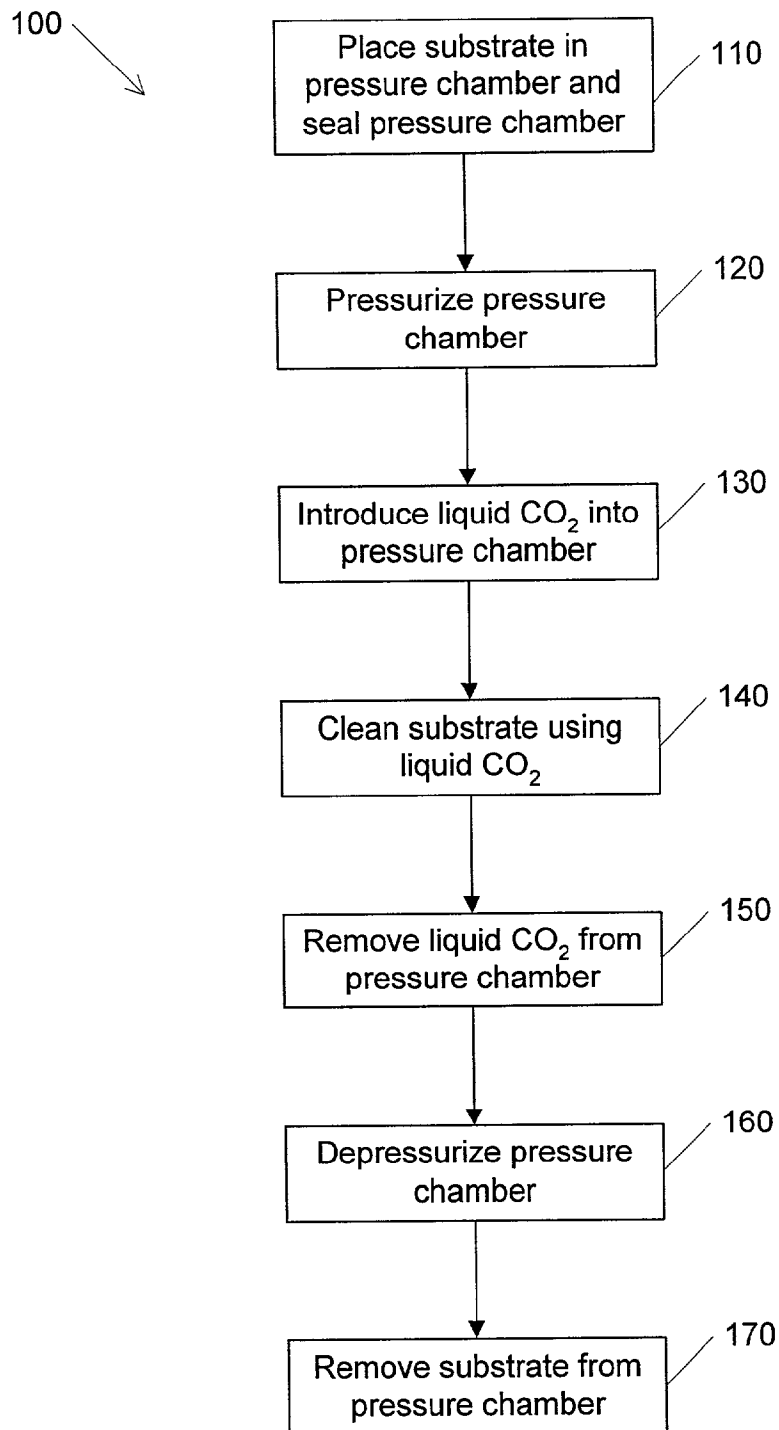 100
Place substrate in
pressure chamber and
seal pressure chamber
110
Pressurize pressure
chamber
120
Introduce liquid CO₂ into
pressure chamber
130
Clean substrate using
liquid CO₂
140
Remove liquid CO₂ from
pressure chamber
150
Depressurize pressure
chamber
160
Remove substrate from
pressure chamber
170